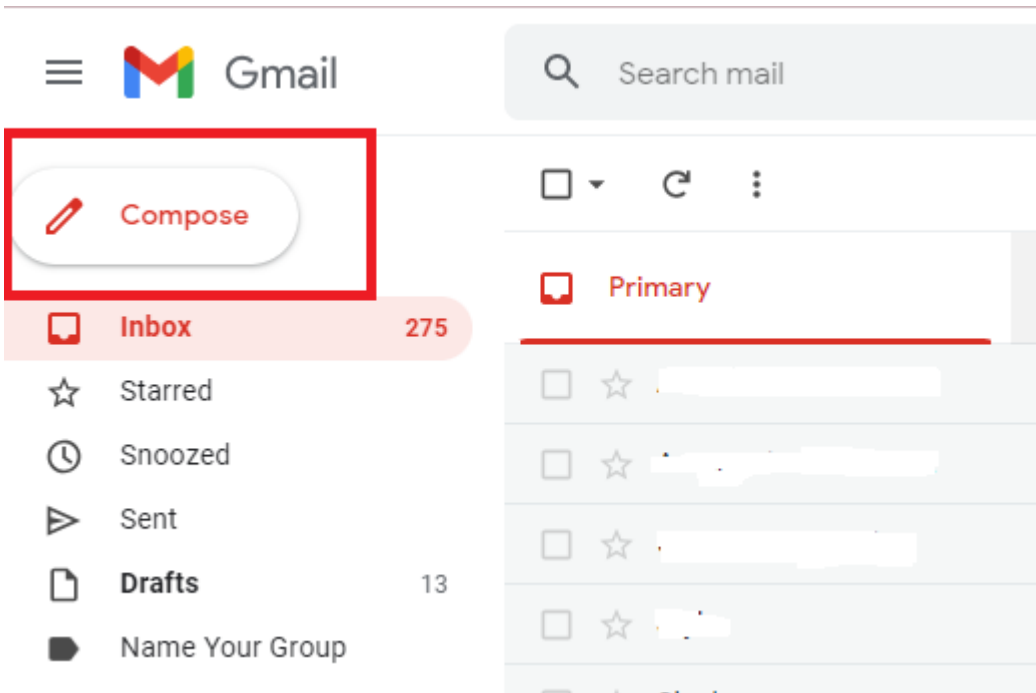 Gmail
Search mail
Compose
Primary
Inbox 275
Starred
Snoozed
Sent
Drafts 13
Name Your Group